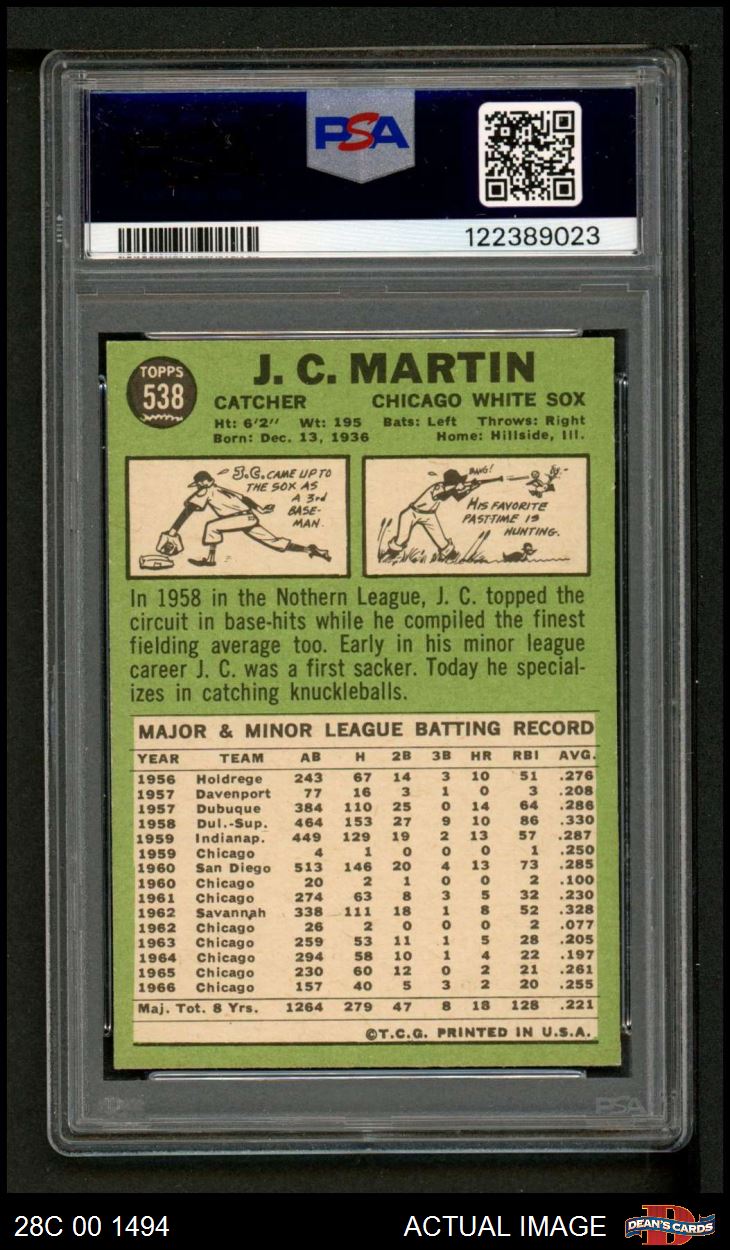 PSA
122389023
TOPPS
538
J. C. MARTIN
CATCHER CHICAGO WHITE SOX
Ht: 6'2" Wt: 195 Bats: Left Throws: Right
Born: Dec. 13, 1936 Home: Hillside, Ill.
J.C. CAME UP TO
THE SOX AS
A 3rd
BASE-
MAN.
BANG!
HIS FAVORITE
PASTTIME IS
HUNTING.
In 1958 in the Nothern League, J. C. topped the
circuit in base-hits while he compiled the finest
fielding average too. Early in his minor league
career J. C. was a first sacker. Today he special-
izes in catching knuckleballs.
MAJOR & MINOR LEAGUE BATTING RECORD
YEAR TEAM AB H 2B 3B HR RBI AVG.
1956 Holdrege 243 67 14 3 10 51 .276
1957 Davenport 77 16 3 1 0 3 .208
1957 Dubuque 384 110 25 0 14 64 .286
1958 Dul.-Sup. 464 153 27 9 10 86 .330
1959 Indianap. 449 129 19 2 13 57 .287
1959 Chicago 4 1 0 0 0 1 .250
1960 San Diego 513 146 20 4 13 73 .285
1960 Chicago 20 2 1 0 0 2 .100
1961 Chicago 274 63 8 3 5 32 .230
1962 Savannah 338 111 18 1 8 52 .328
1962 Chicago 26 2 0 0 0 2 .077
1963 Chicago 259 53 11 1 5 28 .205
1964 Chicago 294 58 10 1 4 22 .197
1965 Chicago 230 60 12 0 2 21 .261
1966 Chicago 157 40 5 3 2 20 .255
Maj. Tot. 8 Yrs. 1264 279 47 8 18 128 .221
©T.C.G. PRINTED IN U.S.A.
PSA
28C 00 1494 ACTUAL IMAGE
DEAN'S CARDS